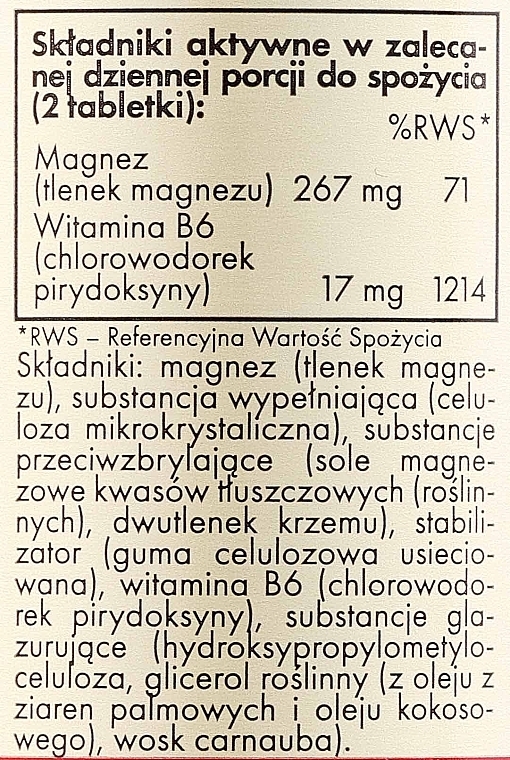 Składniki aktywne w zaleca-
nej dziennej porcji do spożycia
(2 tabletki):
%RWS*
Magnez
(tlenek magnezu) 267 mg 71
Witamina B6
(chlorowodorek
pirydoksyny) 17 mg 1214
*RWS – Referencyjna Wartość Spożycia
Składniki: magnez (tlenek magne-
zu), substancja wypełniająca (celu-
loza mikrokrystaliczna), substancje
przeciwzbrylające (sole magne-
zowe kwasów tłuszczowych (roślin-
nych), dwutlenek krzemu), stabili-
zator (guma celulozowa usiecio-
wana), witamina B6 (chlorowodo-
rek pirydoksyny), substancje gla-
zurujące (hydroksypropylometylo-
celuloza, glicerol roślinny (z oleju z
ziaren palmowych i oleju kokoso-
wego), wosk carnauba).